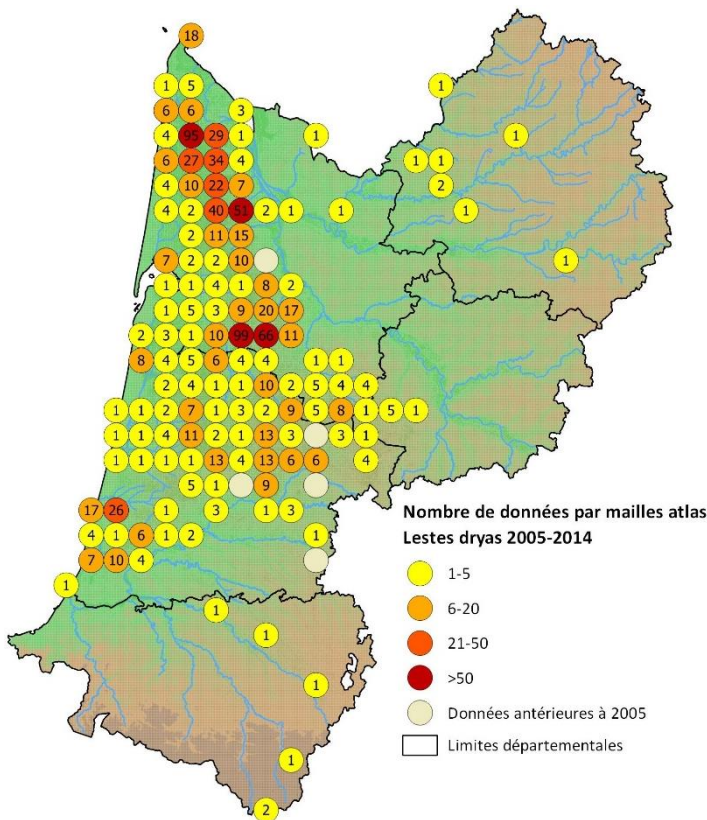 18
1 5
6 6 3
4 95 29 1 1 1 1
6 27 34 4 1 1
4 10 22 7 2
4 2 40 51 2 1 1 1
2 11 15
7 2 2 10 1
1 1 4 1 8 2
1 5 3 9 20 17
2 3 1 10 99 66 11
8 4 5 6 4 4 1 1
2 4 1 1 10 2 5 4 4
1 1 2 7 1 3 2 9 5 8 1 5 1
1 1 4 11 2 1 13 3 3 1
1 1 1 1 13 4 13 6 6 4
5 1 9
17 26 1 3 1 3
4 1 6 1 2 1
7 10 4
1
1
1
1
1
2
Nombre de données par mailles atlas
Lestes dryas 2005-2014
1-5
6-20
21-50
>50
Données antérieures à 2005
Limites départementales